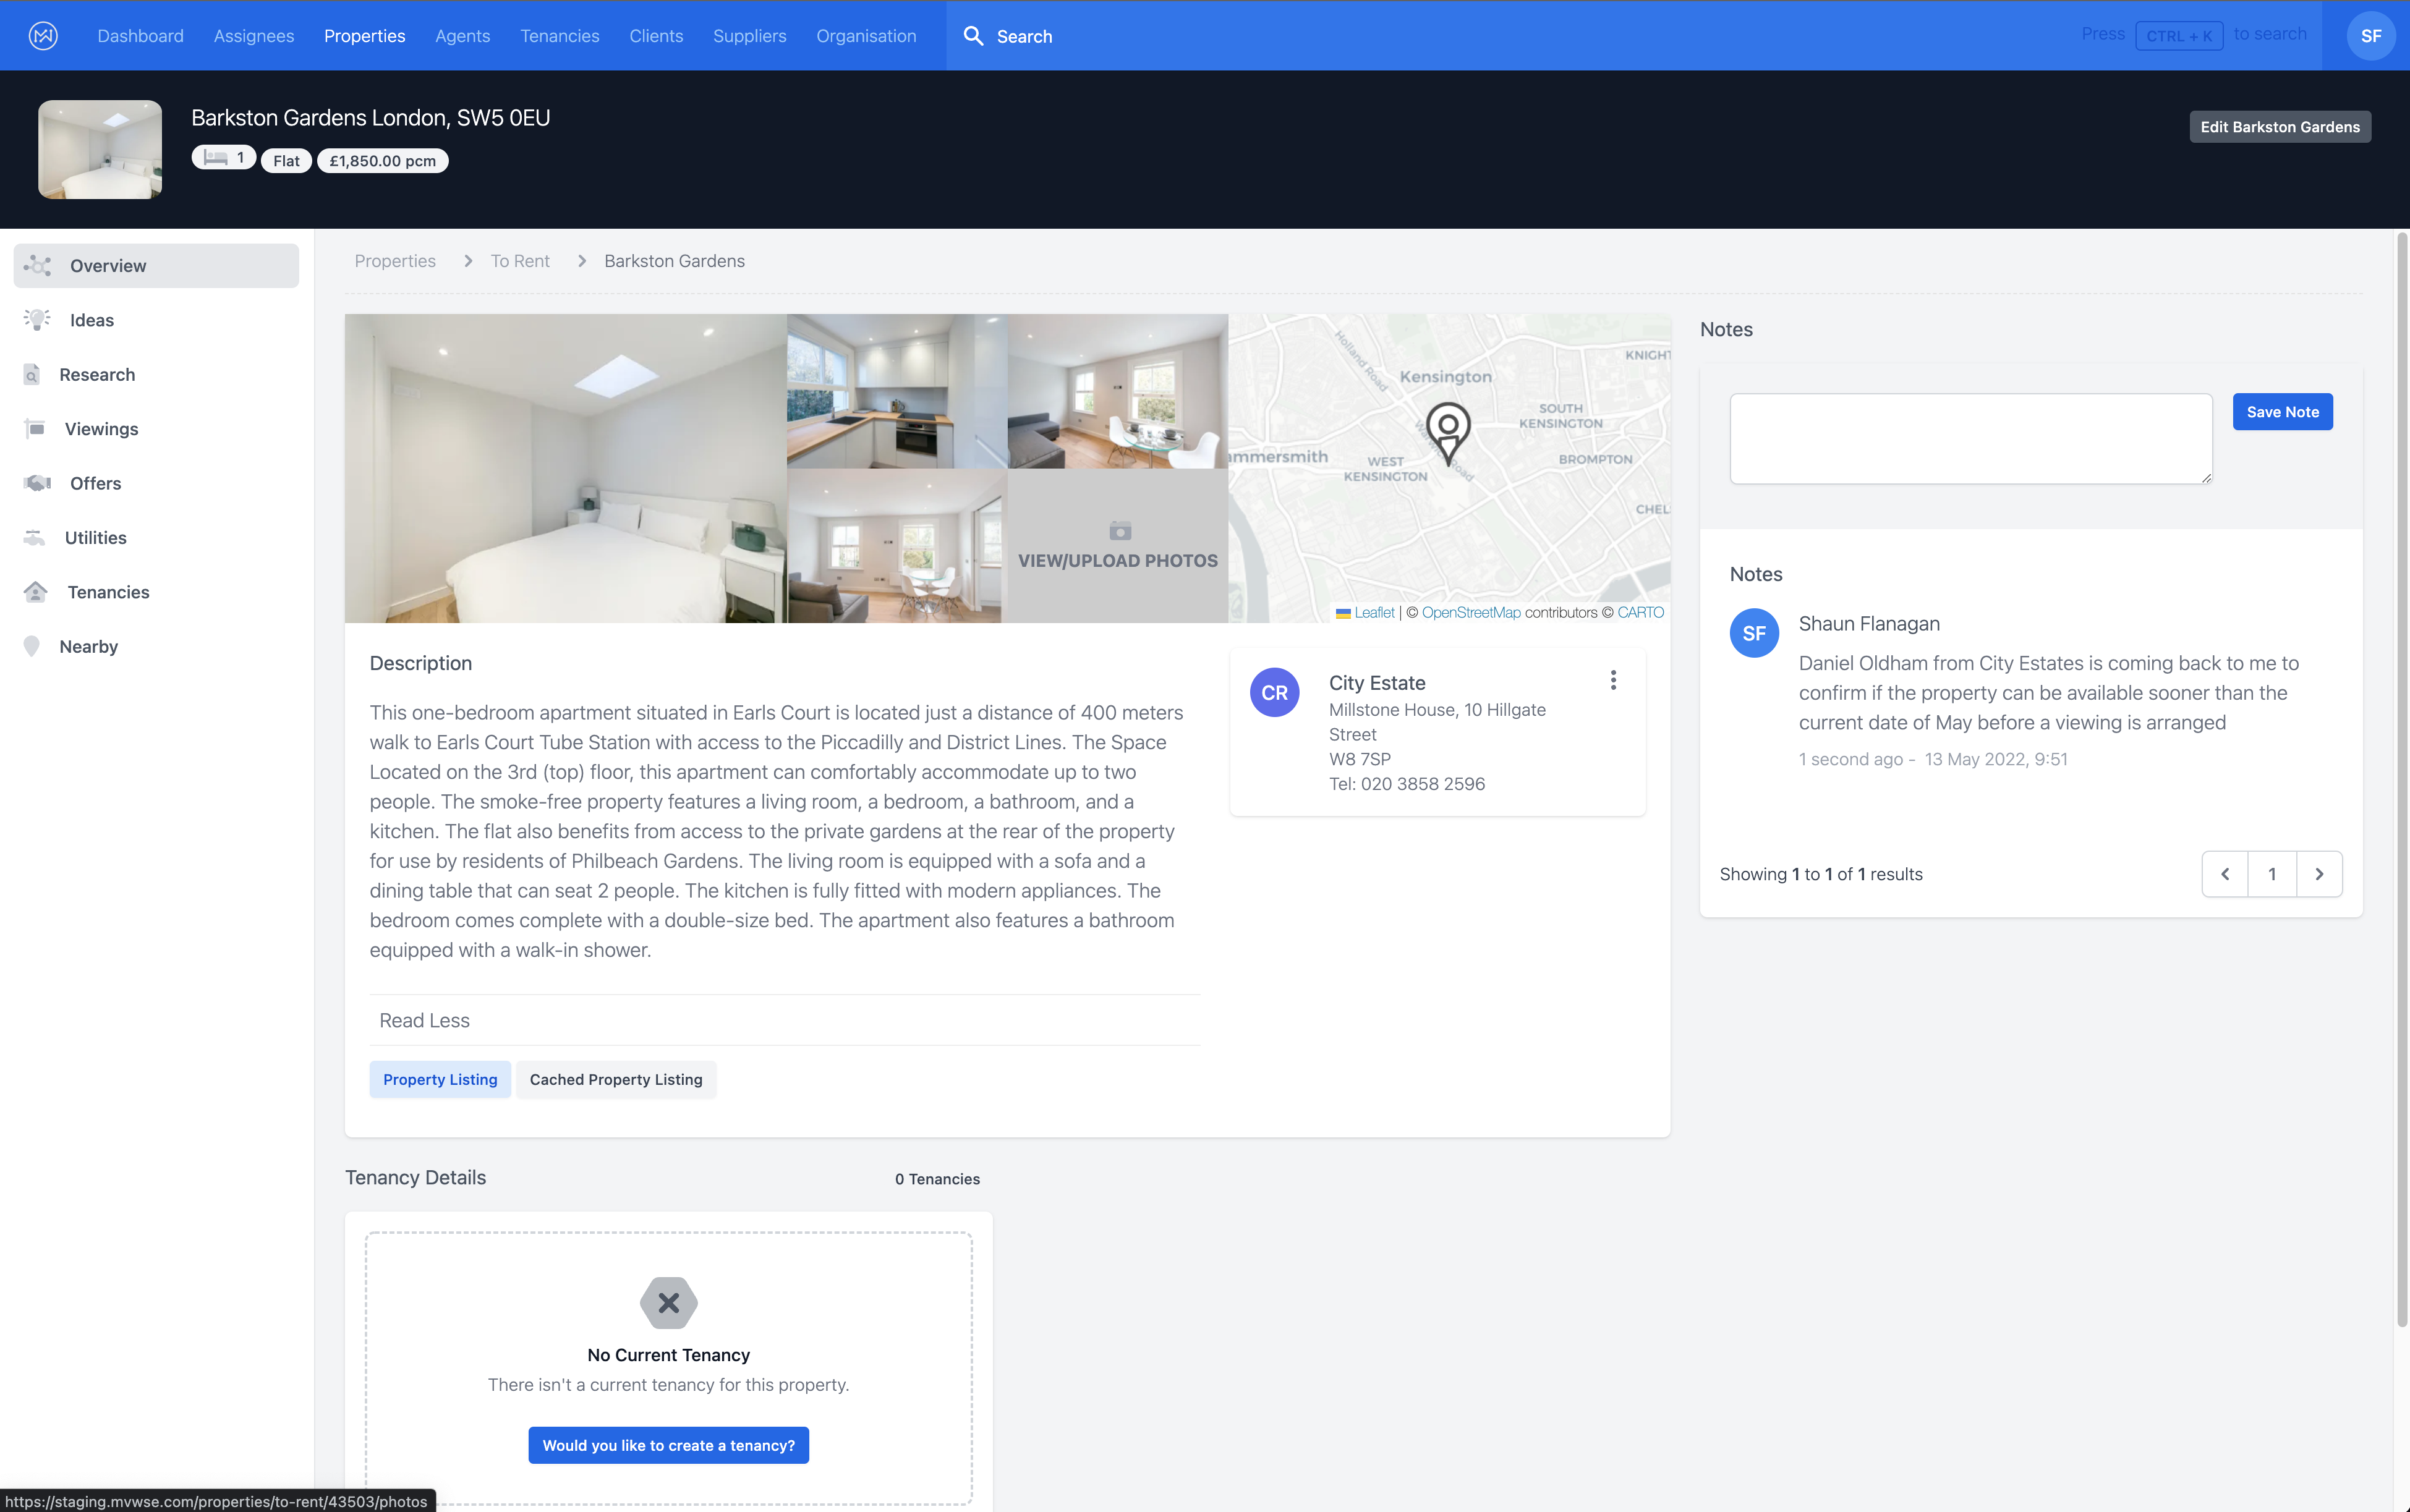 Dashboard Assignees Properties Agents Tenancies Clients Suppliers Organisation Search Press CTRL + K to search SF
Barkston Gardens London, SW5 0EU
1 Flat £1,850.00 pcm
Edit Barkston Gardens
Overview
Ideas
Research
Viewings
Offers
Utilities
Tenancies
Nearby
Properties To Rent Barkston Gardens
VIEW/UPLOAD PHOTOS
Holland Road
Kensington
KNIGHT
SOUTH
KENSINGTON
ammersmith
WEST
KENSINGTON
BROMPTON
CHEL
Leaflet | © OpenStreetMap contributors © CARTO
Description
This one-bedroom apartment situated in Earls Court is located just a distance of 400 meters
walk to Earls Court Tube Station with access to the Piccadilly and District Lines. The Space
Located on the 3rd (top) floor, this apartment can comfortably accommodate up to two
people. The smoke-free property features a living room, a bedroom, a bathroom, and a
kitchen. The flat also benefits from access to the private gardens at the rear of the property
for use by residents of Philbeach Gardens. The living room is equipped with a sofa and a
dining table that can seat 2 people. The kitchen is fully fitted with modern appliances. The
bedroom comes complete with a double-size bed. The apartment also features a bathroom
equipped with a walk-in shower.
Read Less
Property Listing Cached Property Listing
CR
City Estate
Millstone House, 10 Hillgate
Street
W8 7SP
Tel: 020 3858 2596
Notes
Save Note
Notes
SF
Shaun Flanagan
Daniel Oldham from City Estates is coming back to me to
confirm if the property can be available sooner than the
current date of May before a viewing is arranged
1 second ago - 13 May 2022, 9:51
Showing 1 to 1 of 1 results
1
Tenancy Details 0 Tenancies
No Current Tenancy
There isn't a current tenancy for this property.
Would you like to create a tenancy?
https://staging.mvwse.com/properties/to-rent/43503/photos